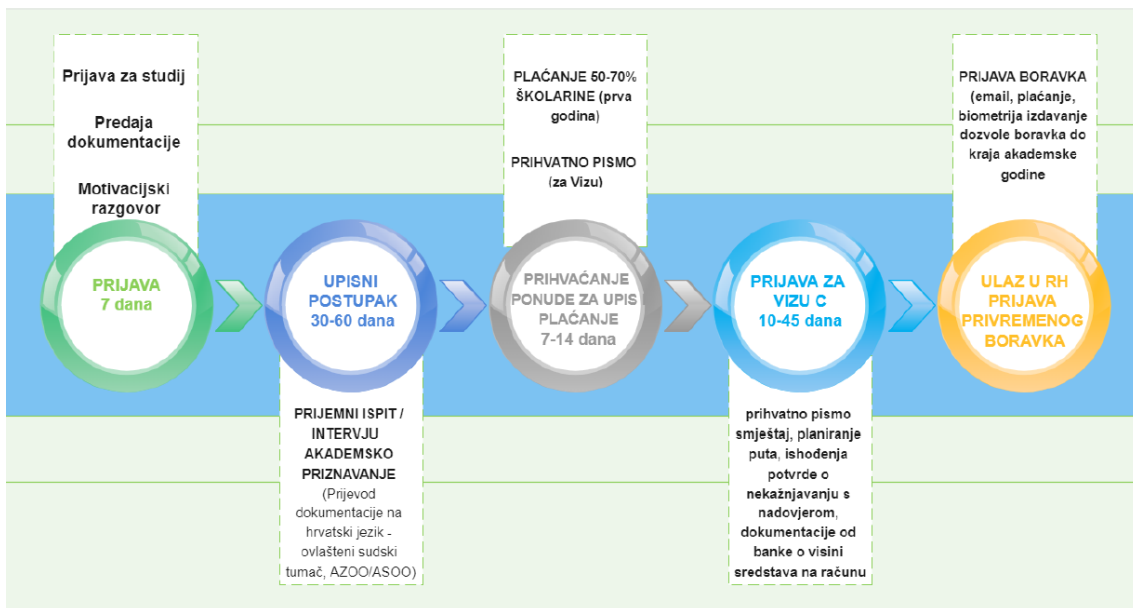 Prijava za studij
Predaja
dokumentacije
Motivacijski
razgovor
PRIJAVA
7 dana
UPISNI
POSTUPAK
30-60 dana
PRIJEMNI ISPIT /
INTERVJU
AKADEMSKO
PRIZNAVANJE
(Prijevod
dokumentacije na
hrvatski jezik -
ovlašteni sudski
tumač, AZOO/ASOO)
PLAĆANJE 50-70%
ŠKOLARINE (prva
godina)
PRIHVATNO PISMO
(za Vizu)
PRIHVAĆANJE
PONUDE ZA UPIS
PLAĆANJE
7-14 dana
PRIJAVA ZA
VIZU C
10-45 dana
prihvatno pismo
smještaj, planiranje
puta, ishođenja
potvrde o
nekažnjavanju s
nadovjerom,
dokumentacije od
banke o visini
sredstava na računu
PRIJAVA BORAVKA
(email, plaćanje,
biometrija izdavanje
dozvole boravka do
kraja akademske
godine
ULAZ U RH
PRIJAVA
PRIVREMENOG
BORAVKA